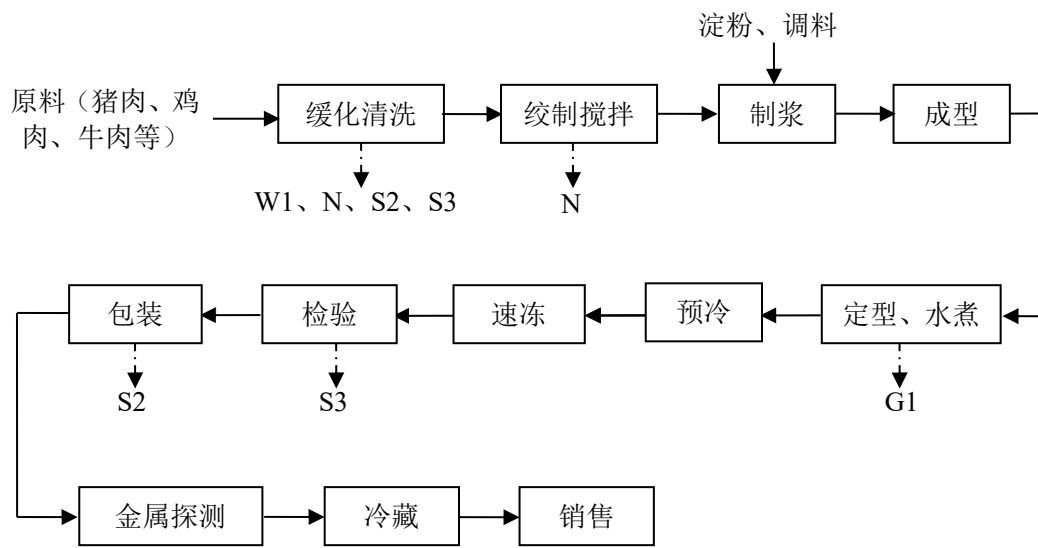 淀粉、调料
原料（猪肉、鸡
肉、牛肉等）
缓化清洗
绞制搅拌
制浆
成型
W1、N、S2、S3
N
包装
检验
速冻
预冷
定型、水煮
S2
S3
G1
金属探测
冷藏
销售